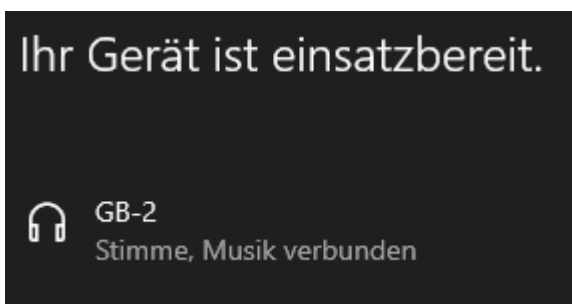 Ihr Gerät ist einsatzbereit.
GB-2
Stimme, Musik verbunden